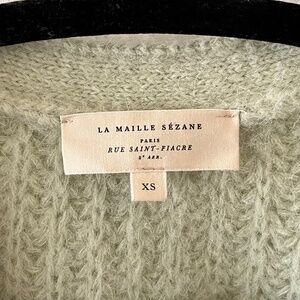 LA MAILLE SÉZANE
PARIS
RUE SAINT-FIACRE
2e ARR.
XS